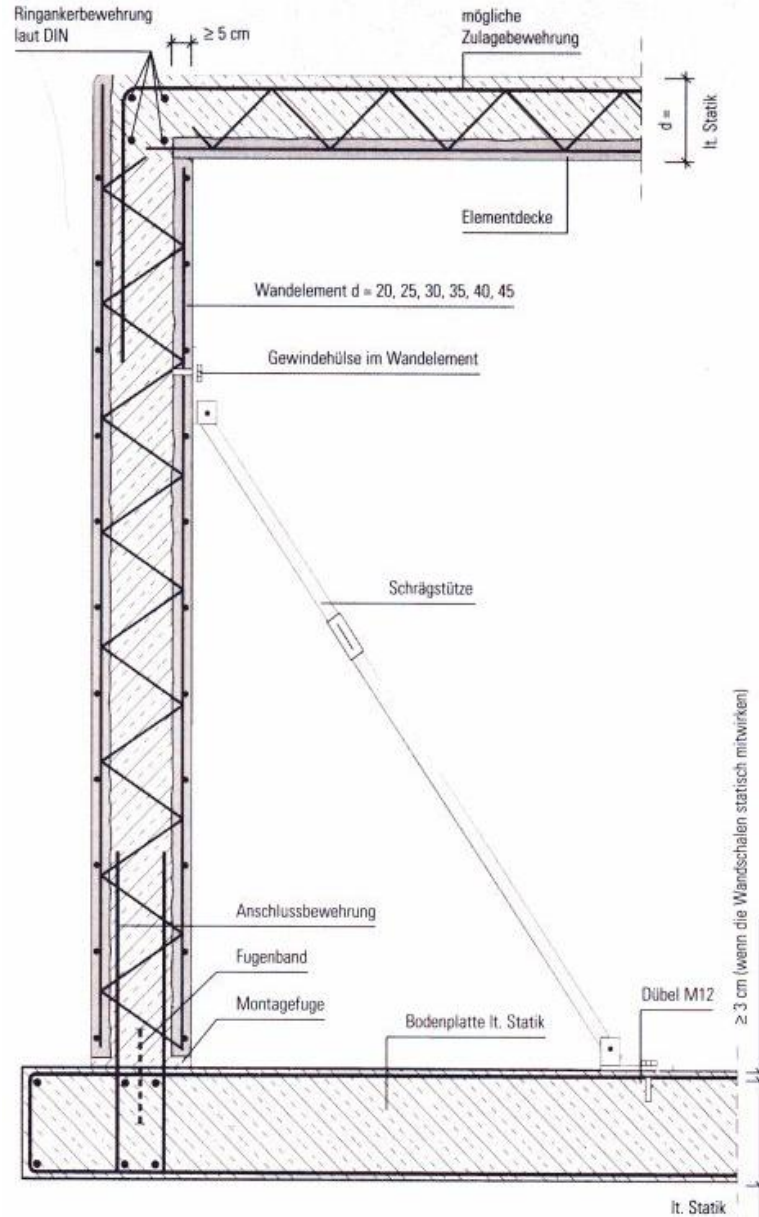 Ringankerbewehrung
laut DIN
≥ 5 cm
mögliche
Zulagebewehrung
d =
lt. Statik
Elementdecke
Wandelement d = 20, 25, 30, 35, 40, 45
Gewindehülse im Wandelement
Schrägstütze
≥ 3 cm (wenn die Wandschalen statisch mitwirken)
Anschlussbewehrung
Fugenband
Montagefuge
Dübel M12
Bodenplatte lt. Statik
lt. Statik